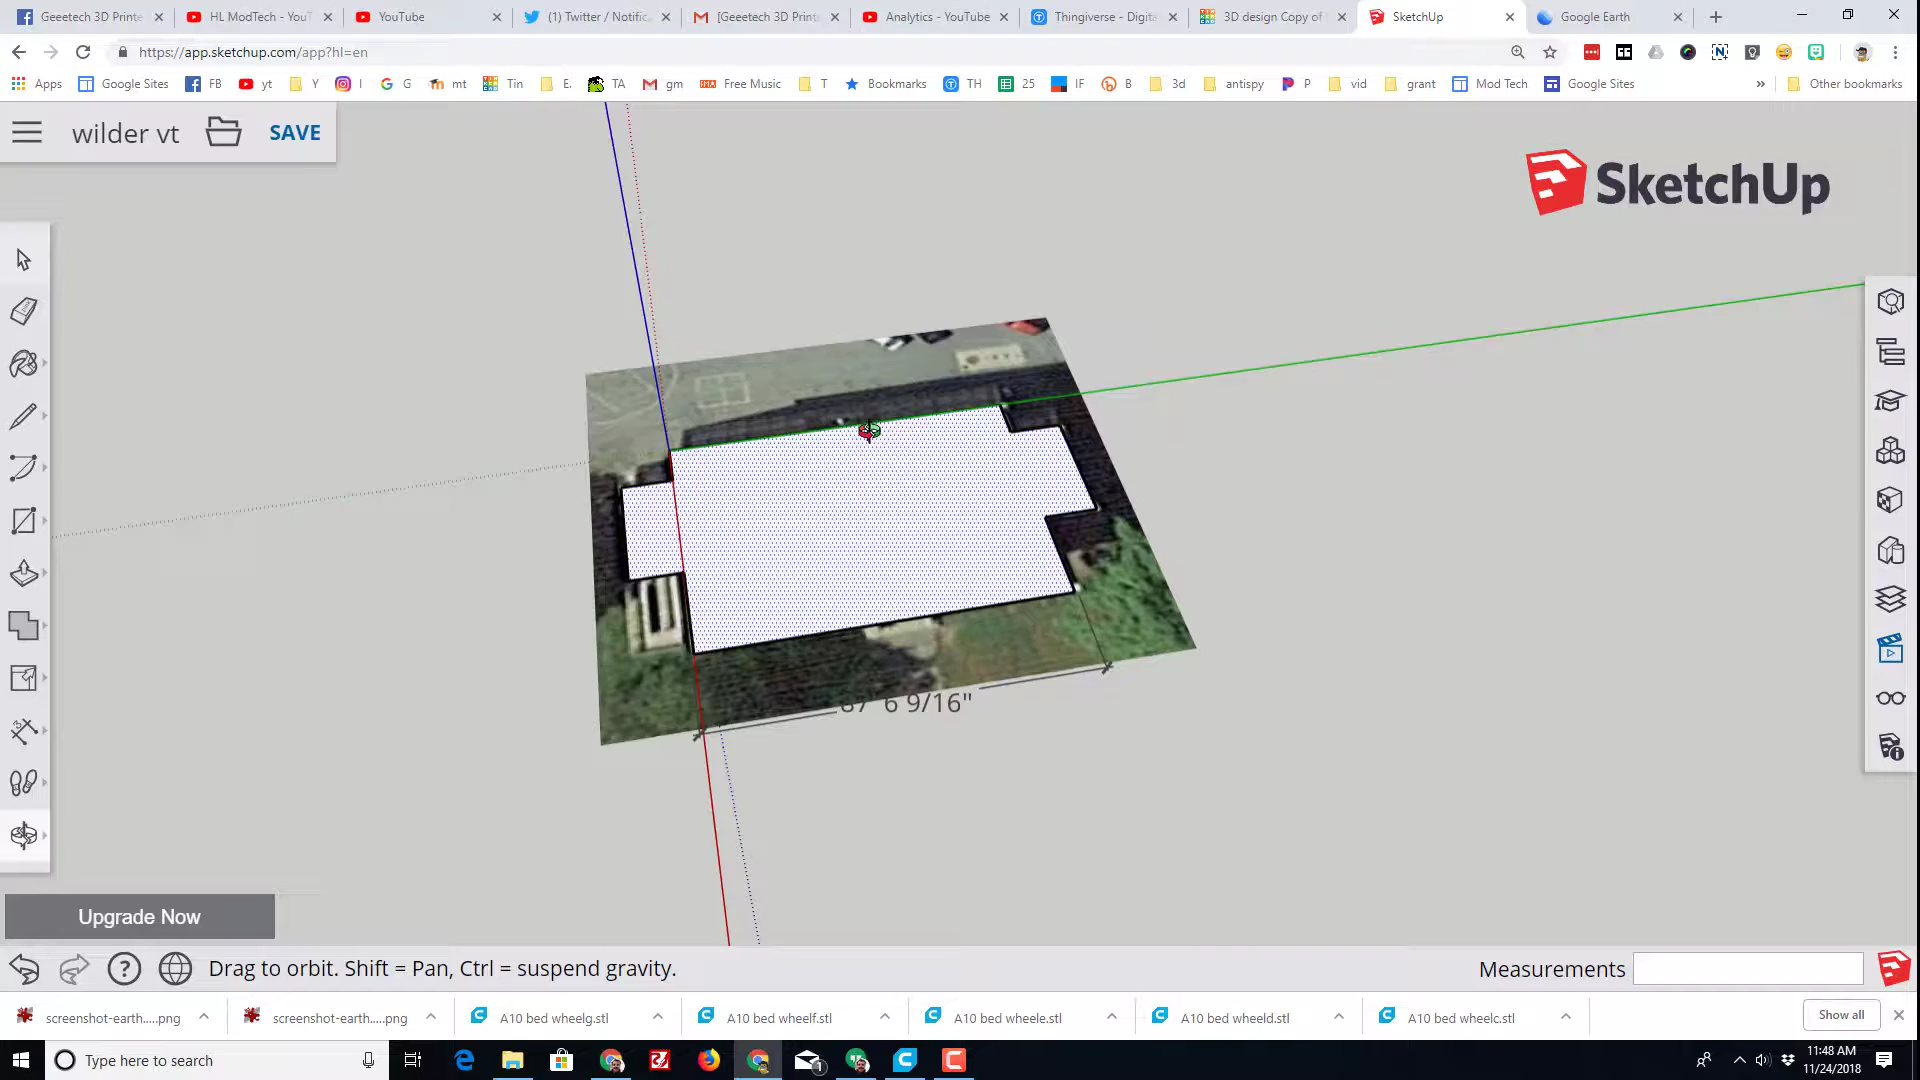 Geeetech 3D Printe
HL ModTech - YouT
YouTube
(1) Twitter / Notific
[Geeetech 3D Print
Analytics - YouTube
Thingiverse - Digita
3D design Copy of
SketchUp
Google Earth
https://app.sketchup.com/app?hl=en
Apps
Google Sites
FB
yt
Y
I
G
mt
Tin
E.
TA
gm
Free Music
T
Bookmarks
TH
25
IF
B
3d
antispy
P
vid
grant
Mod Tech
Google Sites
Other bookmarks
wilder vt
SAVE
SketchUp
87' 6 9/16"
Upgrade Now
Drag to orbit. Shift = Pan, Ctrl = suspend gravity.
Measurements
screenshot-earth.....png
screenshot-earth.....png
A10 bed wheelg.stl
A10 bed wheelf.stl
A10 bed wheele.stl
A10 bed wheeld.stl
A10 bed wheelc.stl
Show all
Type here to search
11:48 AM
11/24/2018